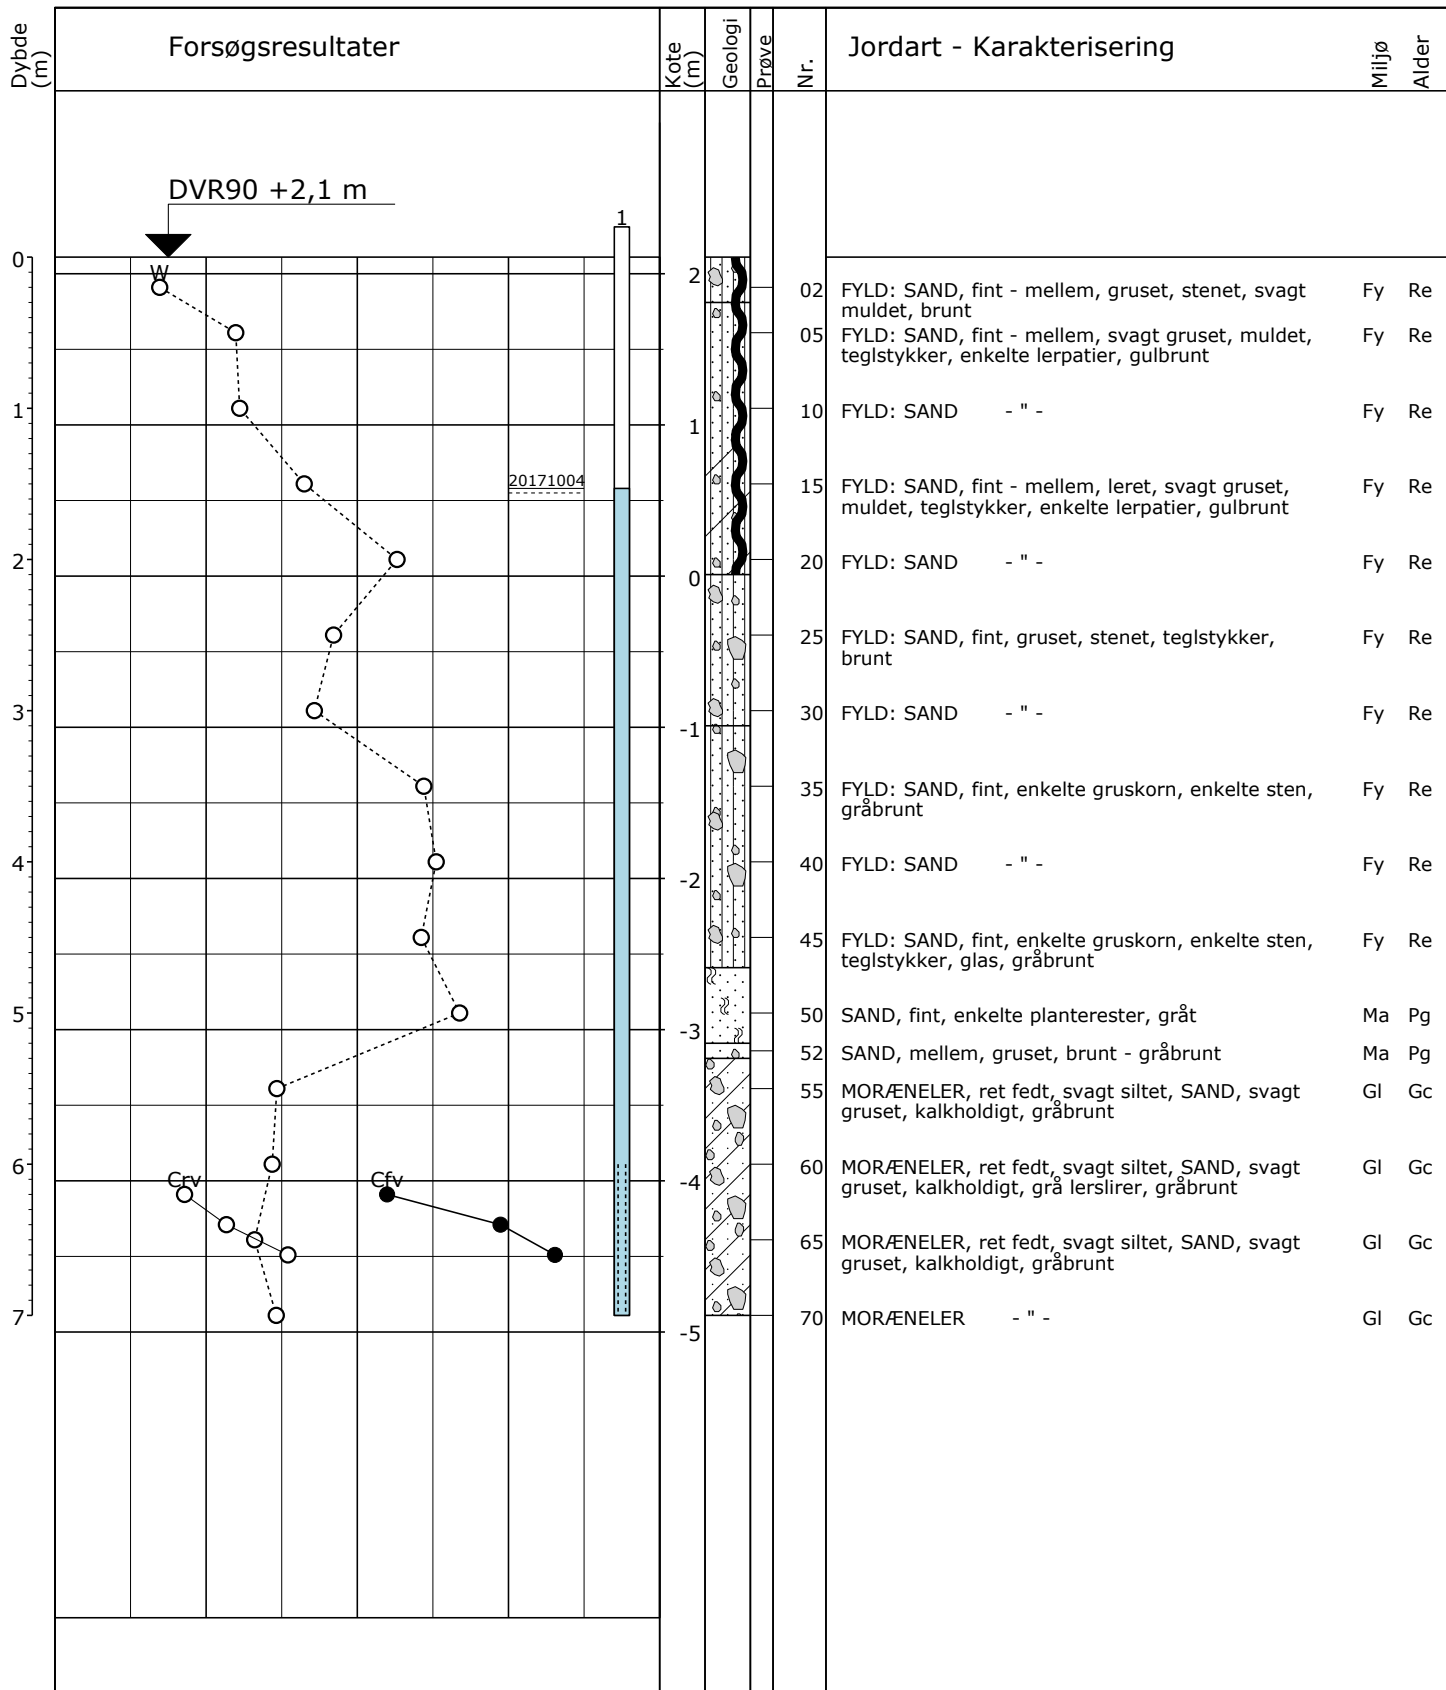 Dybde
(m)
Forsøgsresultater
Kote
(m)
Geologi
Prøve
Nr.
Jordart - Karakterisering
Miljø
Alder
DVR90 +2,1 m
1
0
W
2
02 FYLD: SAND, fint - mellem, gruset, stenet, svagt Fy Re
muldet, brunt
05 FYLD: SAND, fint - mellem, svagt gruset, muldet, Fy Re
teglstykker, enkelte lerpatier, gulbrunt
1
1
10 FYLD: SAND - " - Fy Re
20171004
15 FYLD: SAND, fint - mellem, leret, svagt gruset, Fy Re
muldet, teglstykker, enkelte lerpatier, gulbrunt
2
0
20 FYLD: SAND - " - Fy Re
25 FYLD: SAND, fint, gruset, stenet, teglstykker, Fy Re
brunt
3
-1
30 FYLD: SAND - " - Fy Re
35 FYLD: SAND, fint, enkelte gruskorn, enkelte sten, Fy Re
gråbrunt
4
-2
40 FYLD: SAND - " - Fy Re
45 FYLD: SAND, fint, enkelte gruskorn, enkelte sten, Fy Re
teglstykker, glas, gråbrunt
5
-3
50 SAND, fint, enkelte planterester, gråt Ma Pg
52 SAND, mellem, gruset, brunt - gråbrunt Ma Pg
55 MORÆNELER, ret fedt, svagt siltet, SAND, svagt Gl Gc
gruset, kalkholdigt, gråbrunt
6
Crv
Cfv
-4
60 MORÆNELER, ret fedt, svagt siltet, SAND, svagt Gl Gc
gruset, kalkholdigt, grå lerslirer, gråbrunt
65 MORÆNELER, ret fedt, svagt siltet, SAND, svagt Gl Gc
gruset, kalkholdigt, gråbrunt
7
-5
70 MORÆNELER - " - Gl Gc